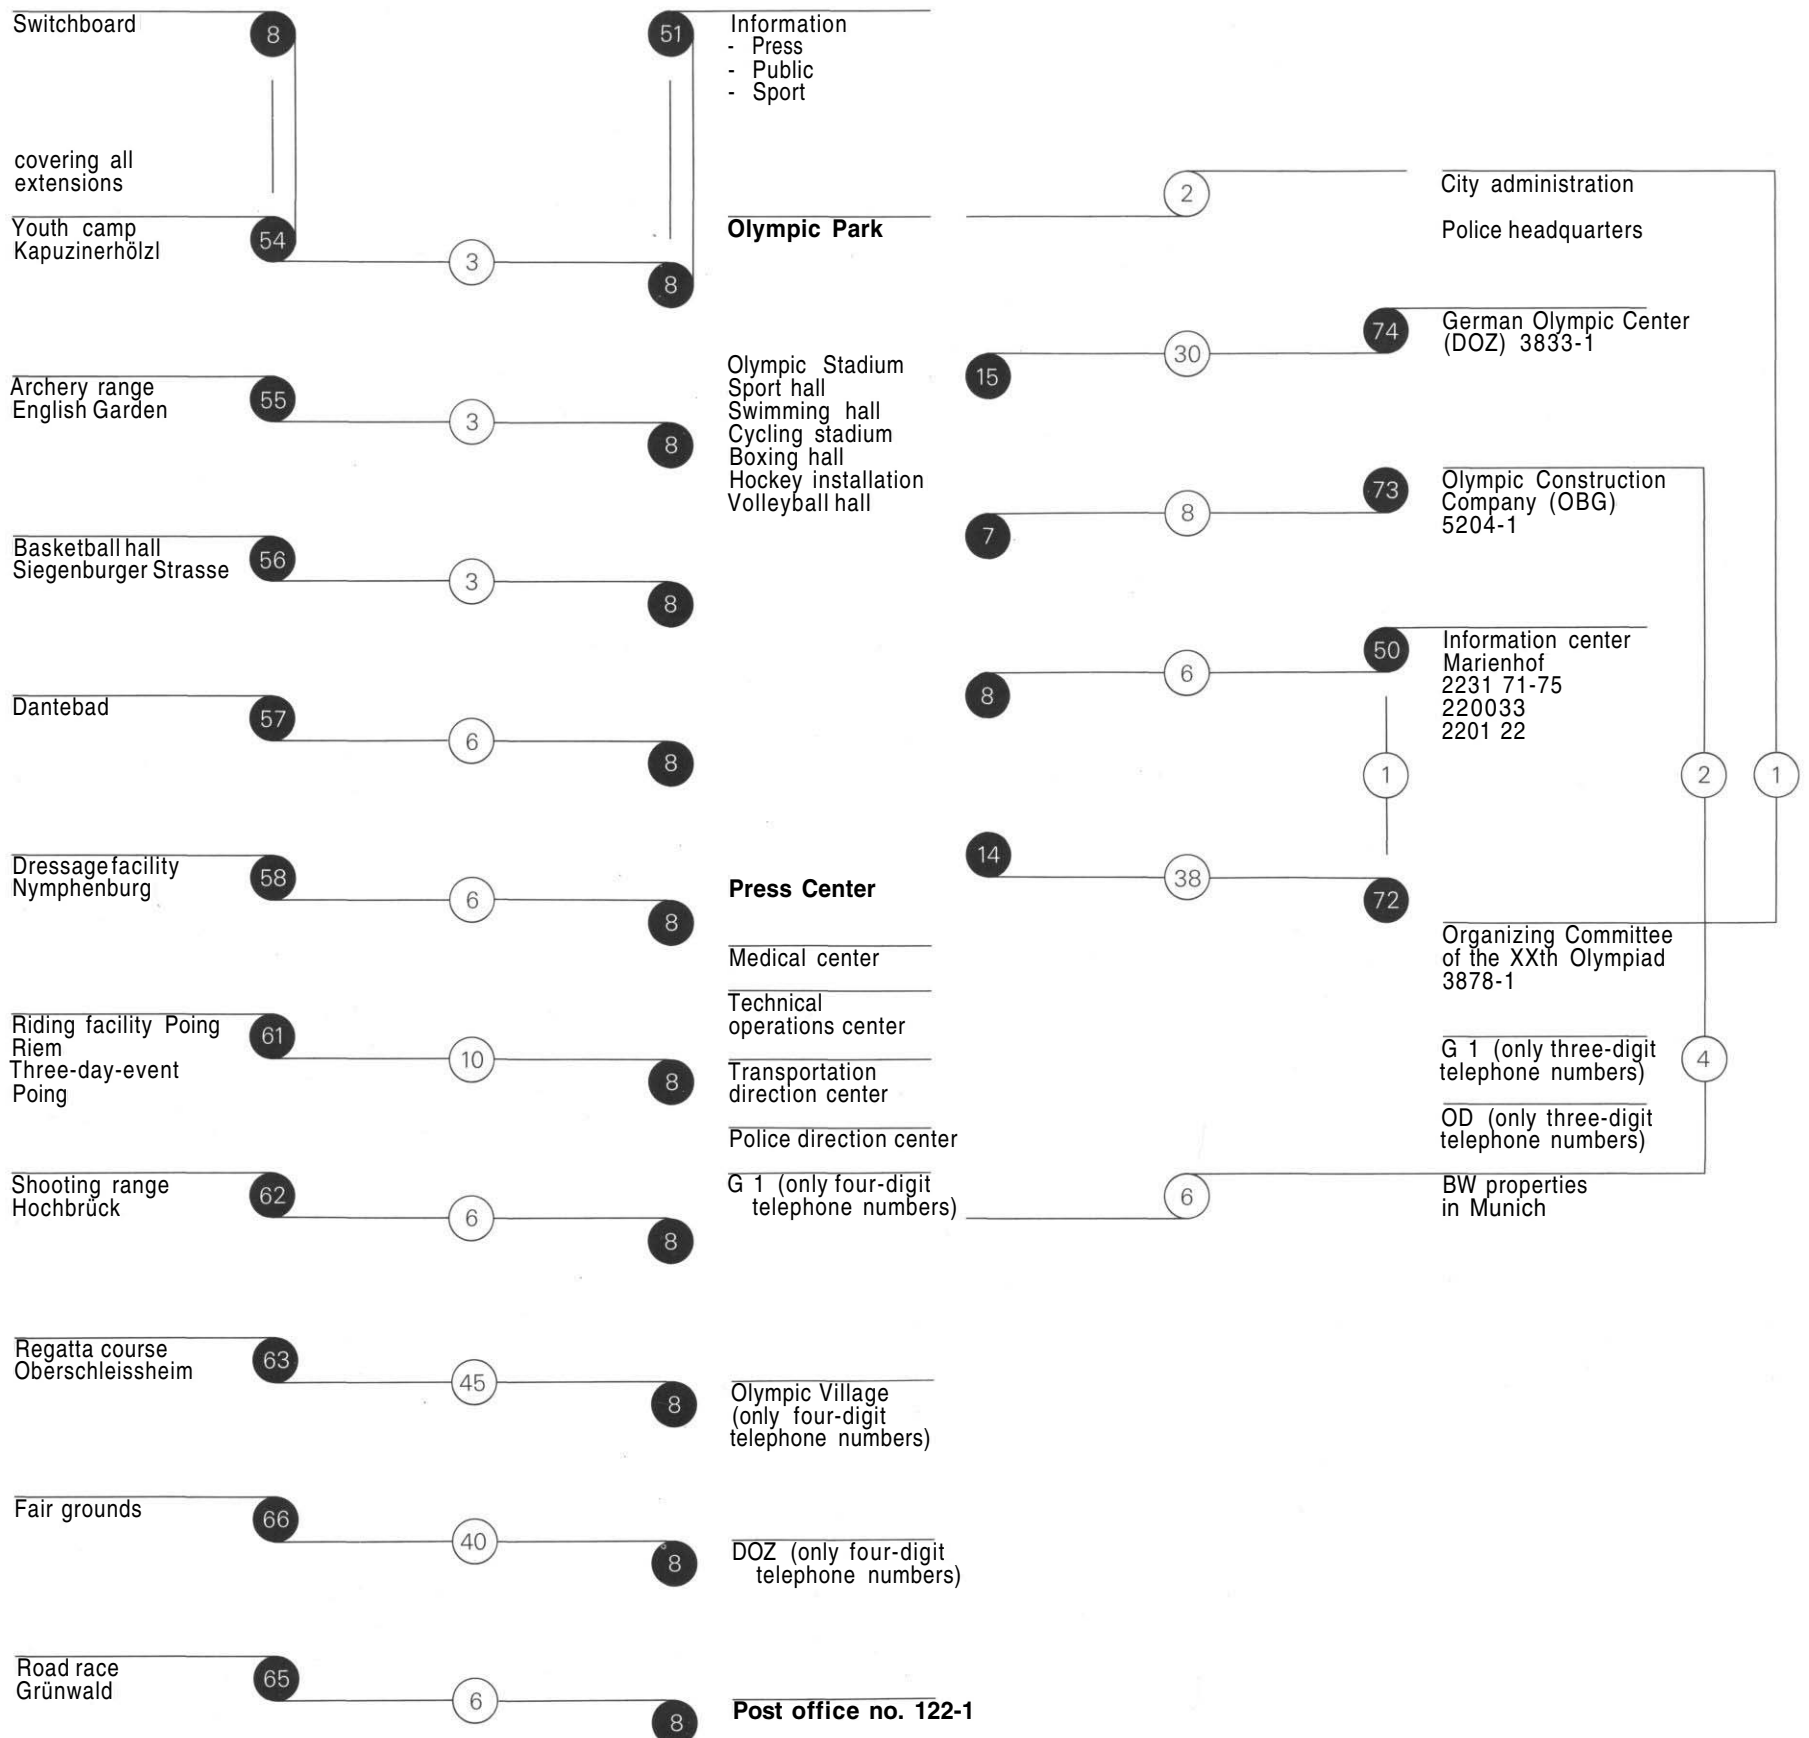 Switchboard
8
covering all
extensions
Youth camp
Kapuzinerhölzl
54
3
8
Archery range
English Garden
55
3
8
Basketball hall
Siegenburger Strasse
56
3
8
Dantebad
57
6
8
Dressage facility
Nymphenburg
58
6
8
Riding facility Poing
Riem
Three-day-event
Poing
61
10
8
Shooting range
Hochbrück
62
6
8
Regatta course
Oberschleissheim
63
45
8
Fair grounds
66
40
8
Road race
Grünwald
65
6
8
51
Information
- Press
- Public
- Sport
Olympic Park
Olympic Stadium
Sport hall
Swimming hall
Cycling stadium
Boxing hall
Hockey installation
Volleyball hall
Press Center
Medical center
Technical
operations center
Transportation
direction center
Police direction center
G 1 (only four-digit
telephone numbers)
Olympic Village
(only four-digit
telephone numbers)
DOZ (only four-digit
telephone numbers)
Post office no. 122-1
2
City administration
Police headquarters
15
30
74
German Olympic Center
(DOZ) 3833-1
7
8
73
Olympic Construction
Company (OBG)
5204-1
8
6
50
Information center
Marienhof
2231 71-75
220033
2201 22
1
2
1
14
38
72
Organizing Committee
of the XXth Olympiad
3878-1
G 1 (only three-digit
telephone numbers)
4
OD (only three-digit
telephone numbers)
6
BW properties
in Munich